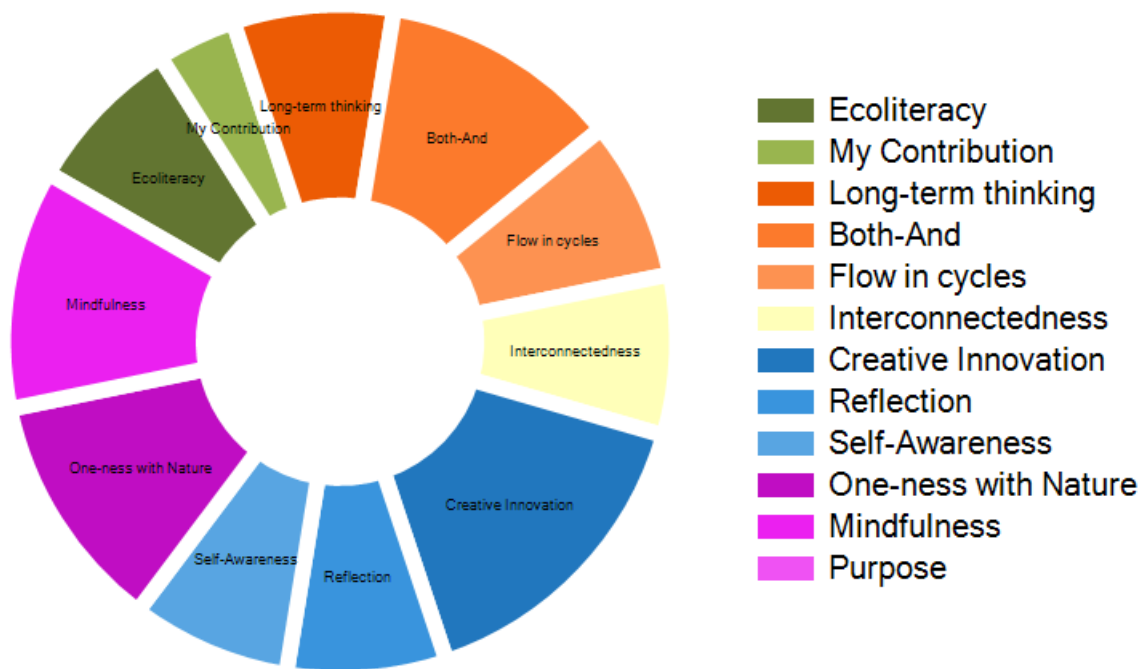 Long-term thinking
My Contribution
Both-And
Ecoliteracy
Flow in cycles
Mindfulness
Interconnectedness
One-ness with Nature
Creative Innovation
Self-Awareness
Reflection
Ecoliteracy
My Contribution
Long-term thinking
Both-And
Flow in cycles
Interconnectedness
Creative Innovation
Reflection
Self-Awareness
One-ness with Nature
Mindfulness
Purpose